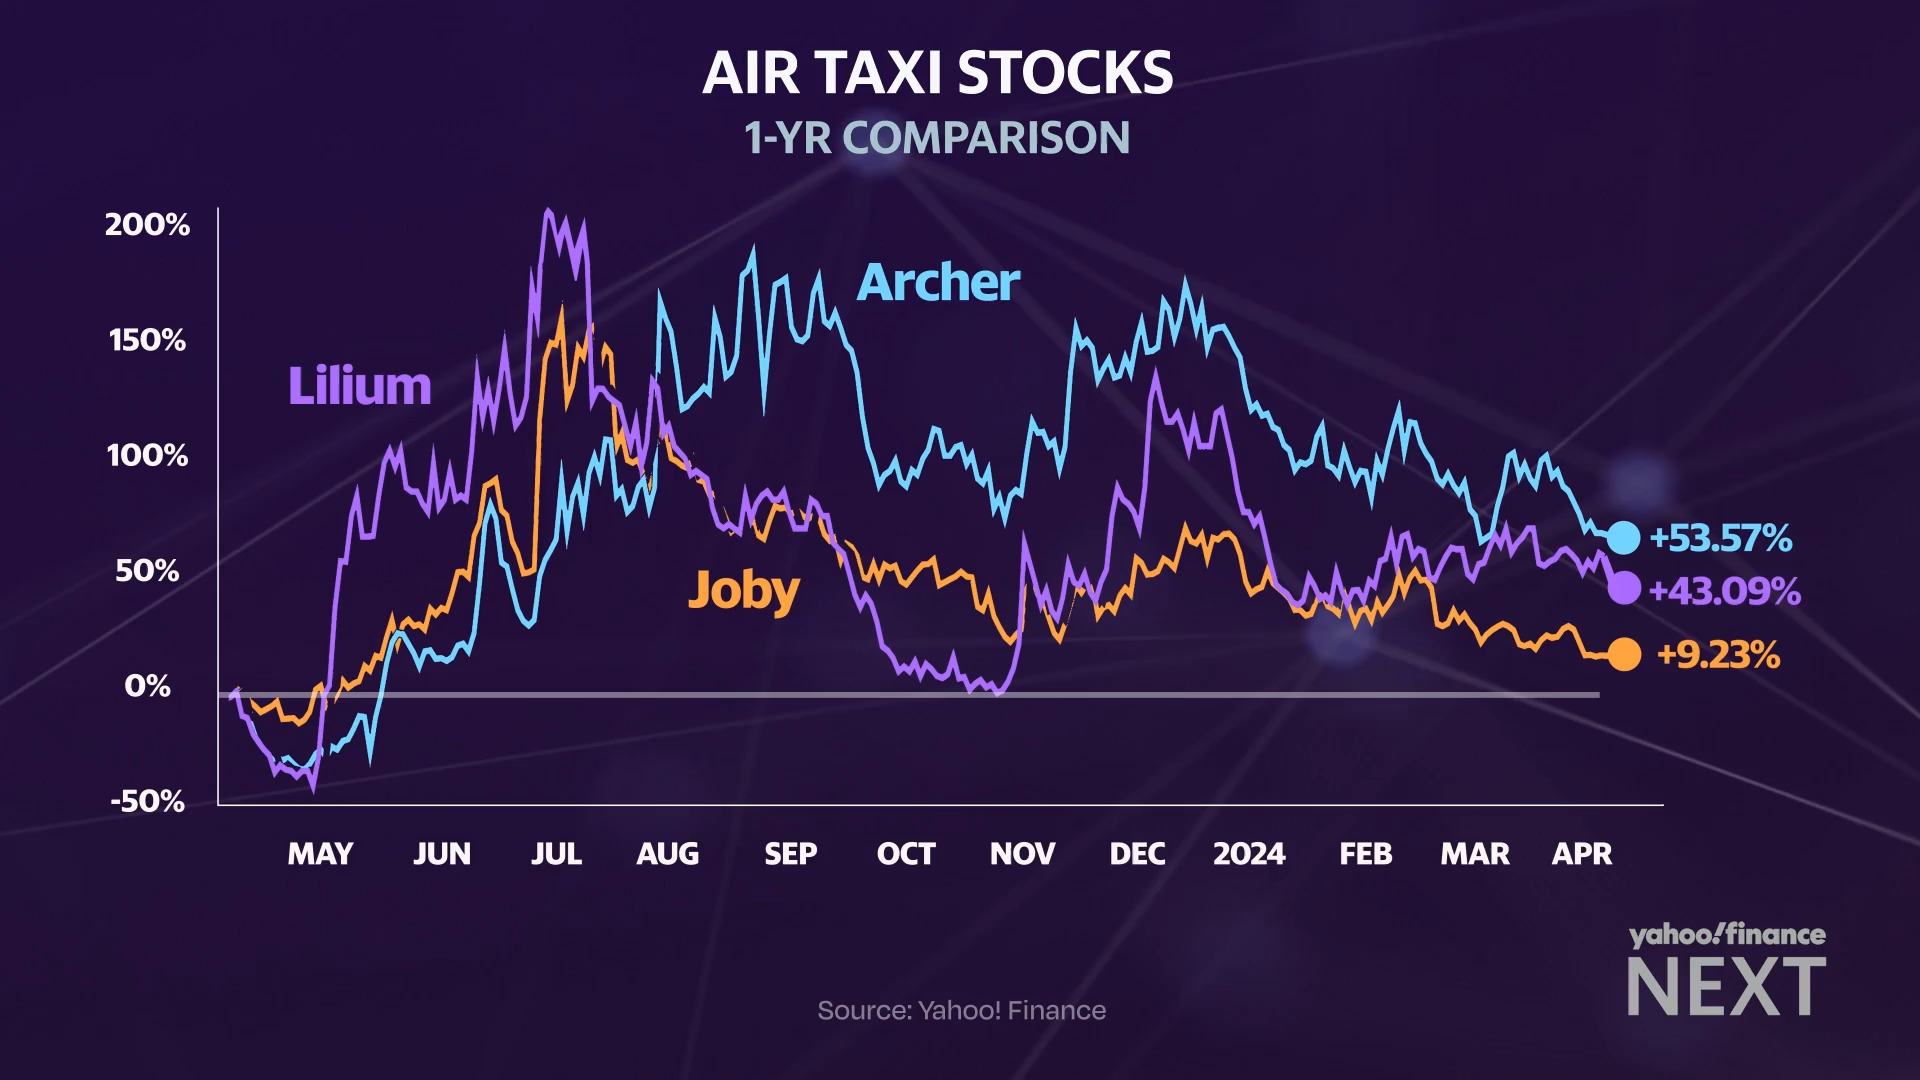 AIR TAXI STOCKS
1-YR COMPARISON
200%
150%
100%
50%
0%
-50%
Lilium
Archer
Joby
+53.57%
+43.09%
+9.23%
MAY JUN JUL AUG SEP OCT NOV DEC 2024 FEB MAR APR
yahoo!finance
NEXT
Source: Yahoo! Finance